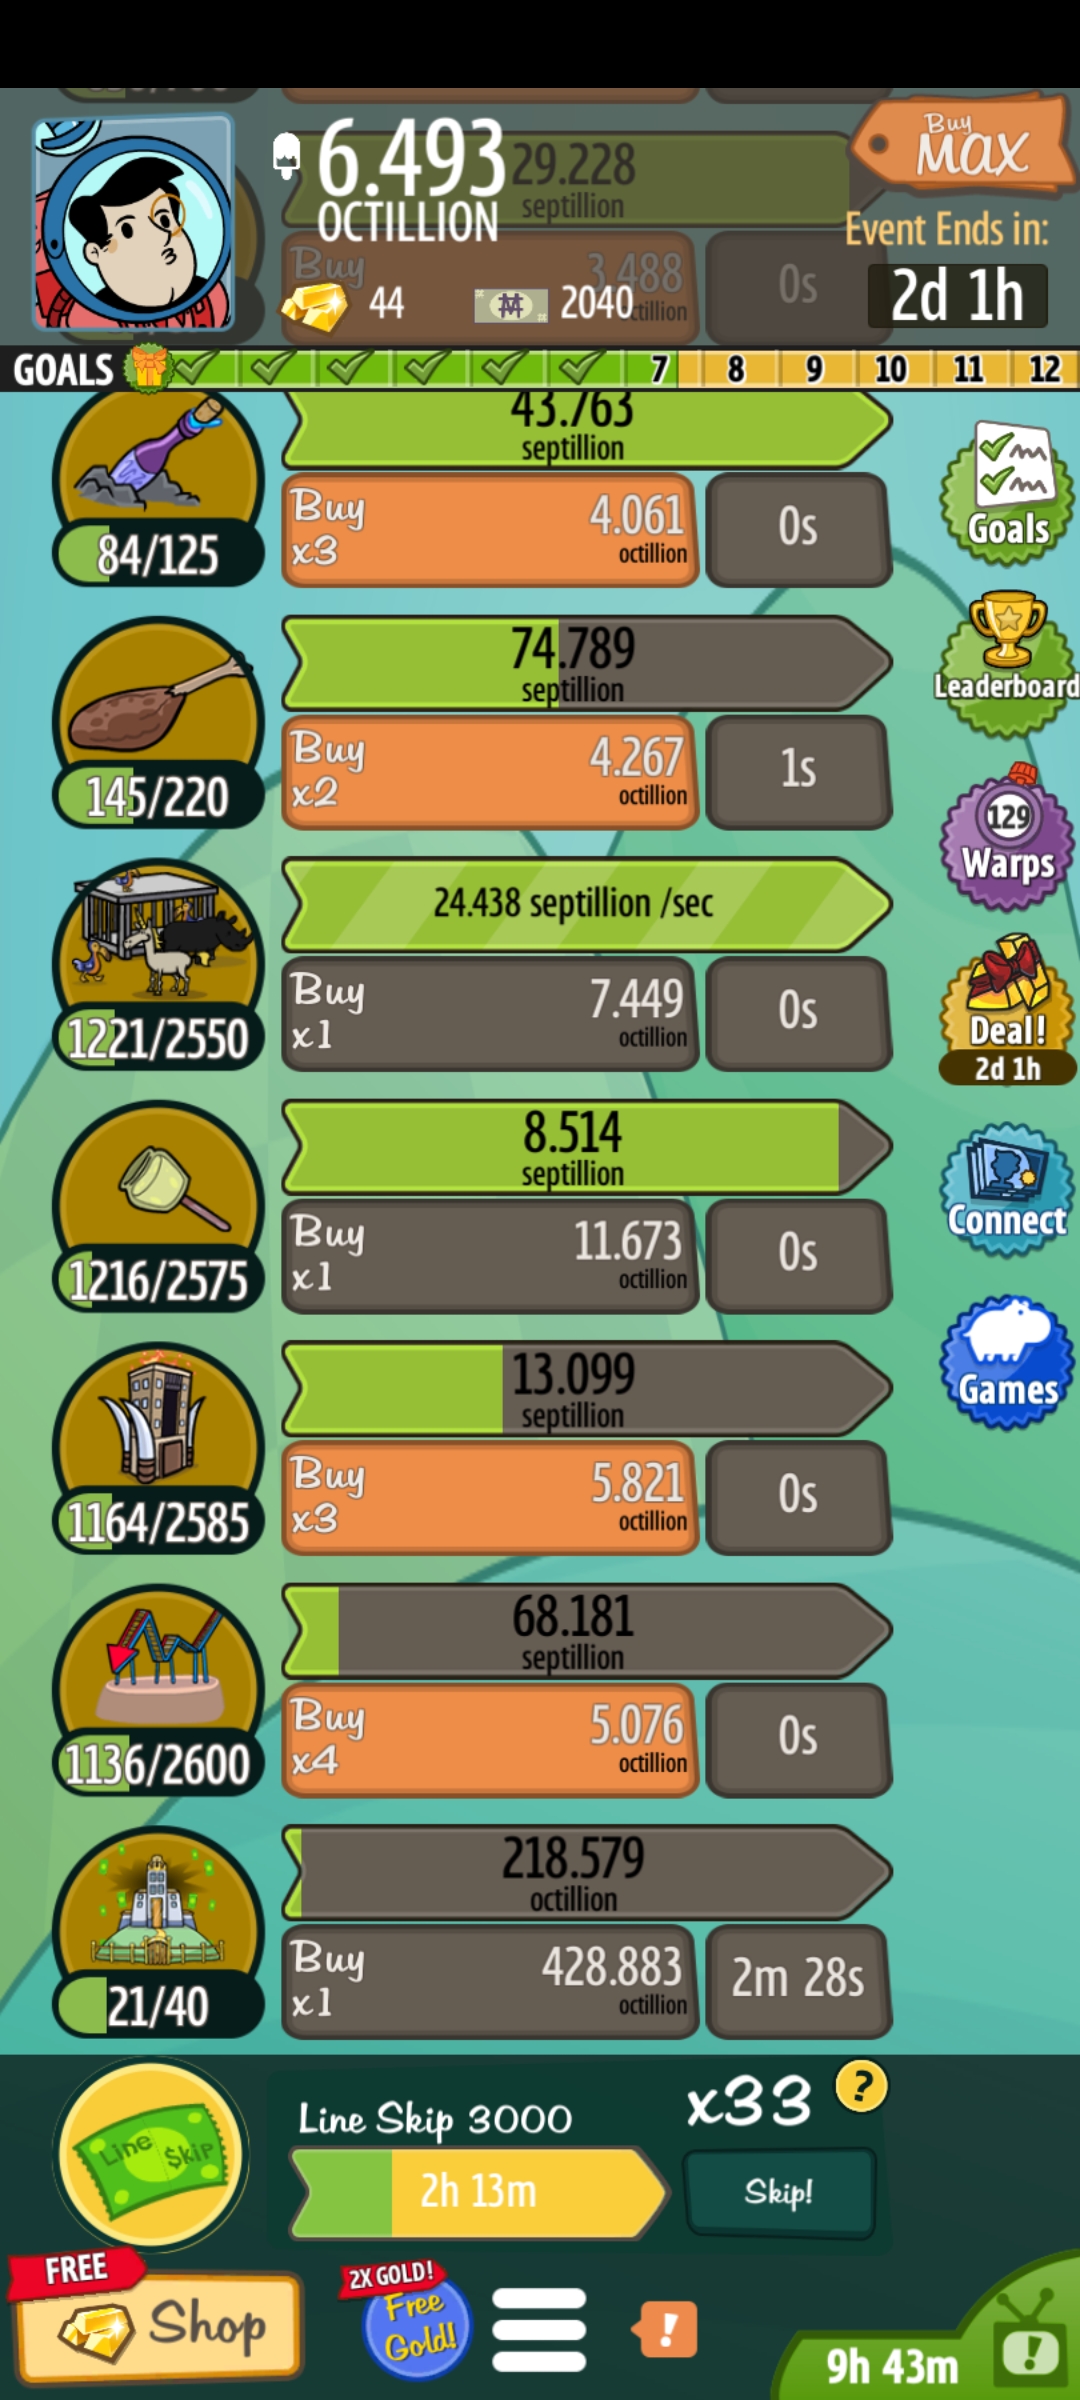 6.493
OCTILLION
29.228
septillion
Buy
3.488
0s
44
2040
Buy
MAX
Event Ends in:
2d 1h
GOALS
7
8
9
10
11
12
43.763
septillion
84/125
Buy
x3
4.061
octillion
0s
Goals
74.789
septillion
145/220
Buy
x2
4.267
octillion
1s
Leaderboard
129
Warps
24.438 septillion /sec
1221/2550
Buy
x1
7.449
octillion
0s
Deal!
2d 1h
8.514
septillion
1216/2575
Buy
x1
11.673
octillion
0s
Connect
13.099
septillion
1164/2585
Buy
x3
5.821
octillion
0s
Games
68.181
septillion
1136/2600
Buy
x4
5.076
octillion
0s
218.579
octillion
21/40
Buy
x1
428.883
octillion
2m 28s
Line $kip
Line Skip 3000
2h 13m
x33
?
Skip!
FREE
Shop
2X GOLD!
Free
Gold!
!
9h 43m
!